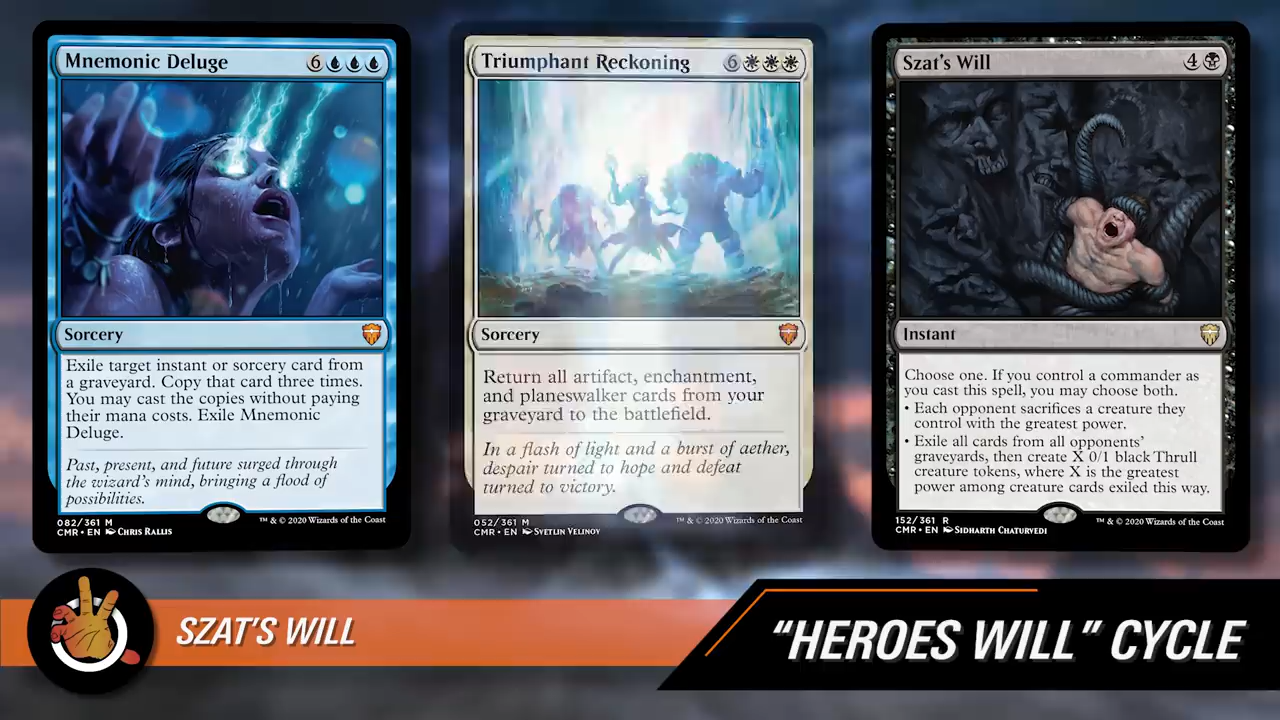 Mnemonic Deluge 6
Sorcery
Exile target instant or sorcery card from
a graveyard. Copy that card three times.
You may cast the copies without paying
their mana costs. Exile Mnemonic
Deluge.
Past, present, and future surged through
the wizard's mind, bringing a flood of
possibilities.
082/361 M
CMR • EN Chris Rallis
™ & © 2020 Wizards of the Coast
Triumphant Reckoning 6
Sorcery
Return all artifact, enchantment,
and planeswalker cards from your
graveyard to the battlefield.
In a flash of light and a burst of aether,
despair turned to hope and defeat
turned to victory.
052/361 M
CMR • EN Svetlin Velinov
™ & © 2020 Wizards of the Coast
Szat's Will 4
Instant
Choose one. If you control a commander as
you cast this spell, you may choose both.
• Each opponent sacrifices a creature they
control with the greatest power.
• Exile all cards from all opponents'
graveyards, then create X 0/1 black Thrull
creature tokens, where X is the greatest
power among creature cards exiled this way.
152/361 R
CMR • EN Sidharth Chaturvedi
™ & © 2020 Wizards of the Coast
SZAT'S WILL
"HEROES WILL" CYCLE